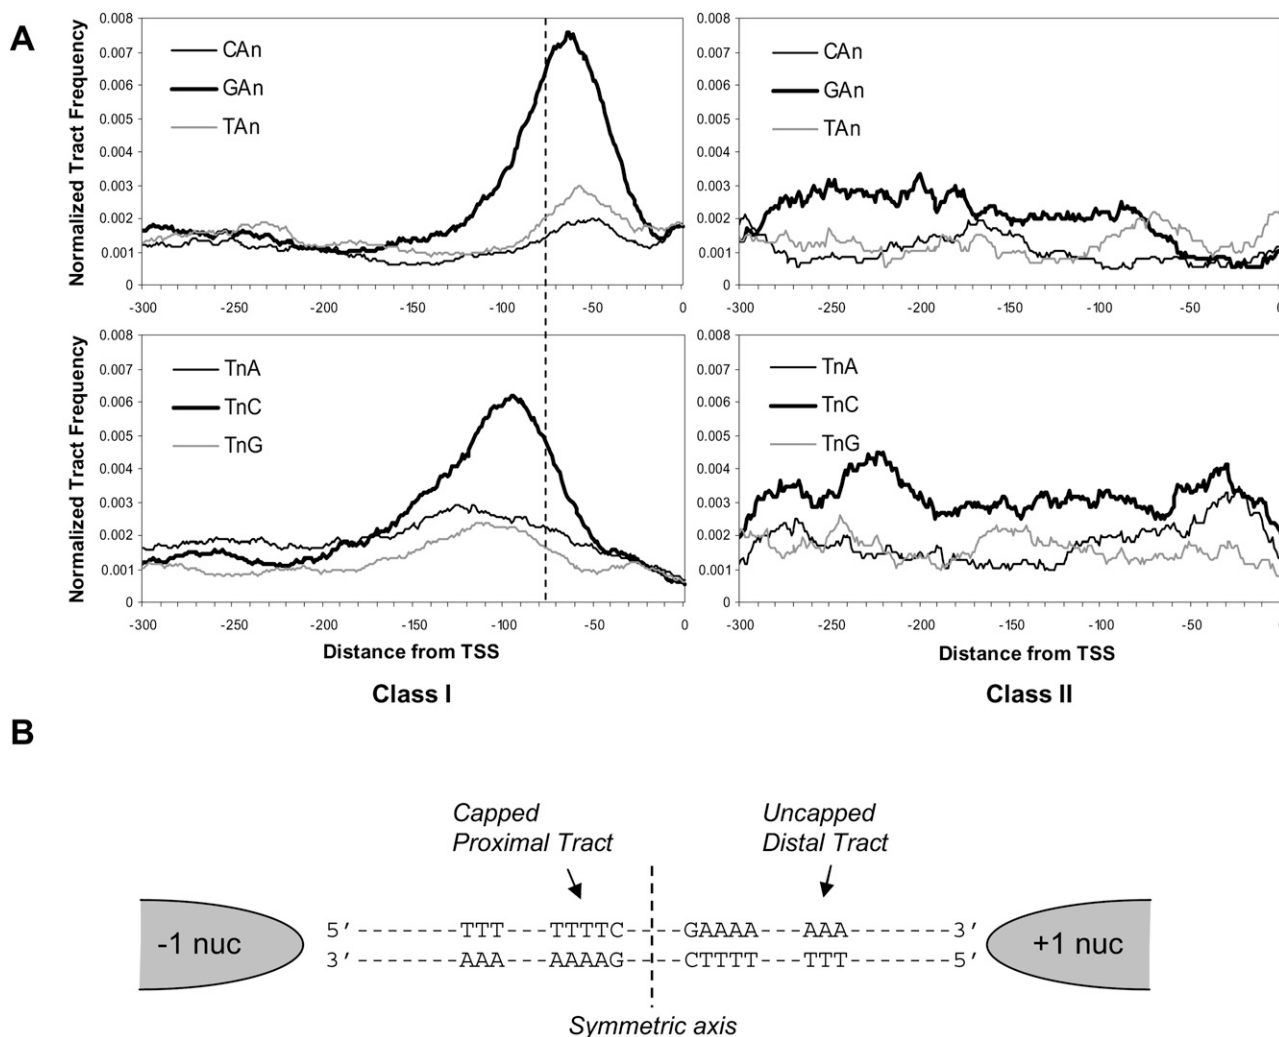 A
Normalized Tract Frequency
0.008
0.007
0.006
0.005
0.004
0.003
0.002
0.001
0
CAn
GAn
TAn
-300 -250 -200 -150 -100 -50 0
0.008
0.007
0.006
0.005
0.004
0.003
0.002
0.001
0
CAn
GAn
TAn
-300 -250 -200 -150 -100 -50 0
Normalized Tract Frequency
0.008
0.007
0.006
0.005
0.004
0.003
0.002
0.001
0
TnA
TnC
TnG
-300 -250 -200 -150 -100 -50 0
Distance from TSS
Class I
0.008
0.007
0.006
0.005
0.004
0.003
0.002
0.001
0
TnA
TnC
TnG
-300 -250 -200 -150 -100 -50 0
Distance from TSS
Class II
B
Capped
Proximal Tract
Uncapped
Distal Tract
-1 nuc
5′--------TTT---TTTTC----GAAAA---AAA--------3′
3′--------AAA---AAAAG----CTTTT---TTT--------5′
+1 nuc
Symmetric axis